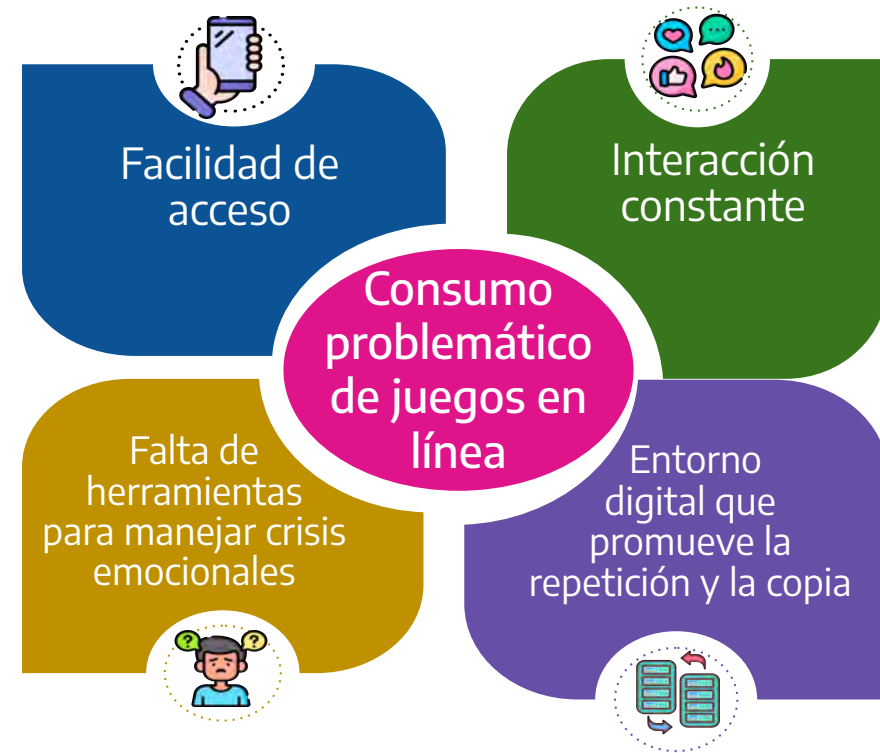 Facilidad de
acceso
Interacción
constante
Consumo
problemático
de juegos en
línea
Falta de
herramientas
para manejar crisis
emocionales
Entorno
digital que
promueve la
repetición y la copia
? ?